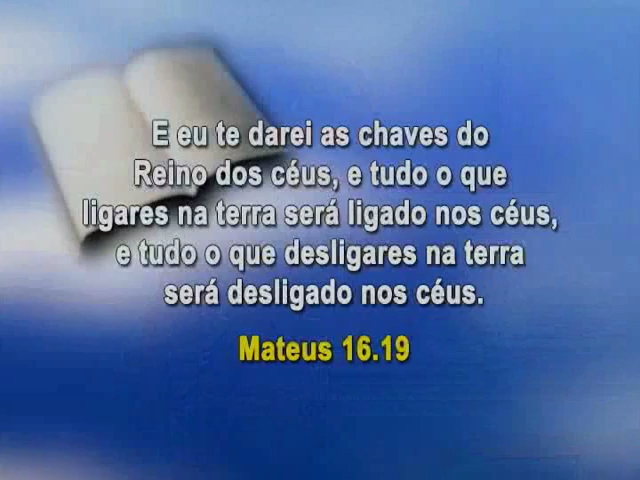 E eu te darei as chaves do
Reino dos céus, e tudo o que
ligares na terra será ligado nos céus,
e tudo o que desligares na terra
será desligado nos céus.
Mateus 16.19